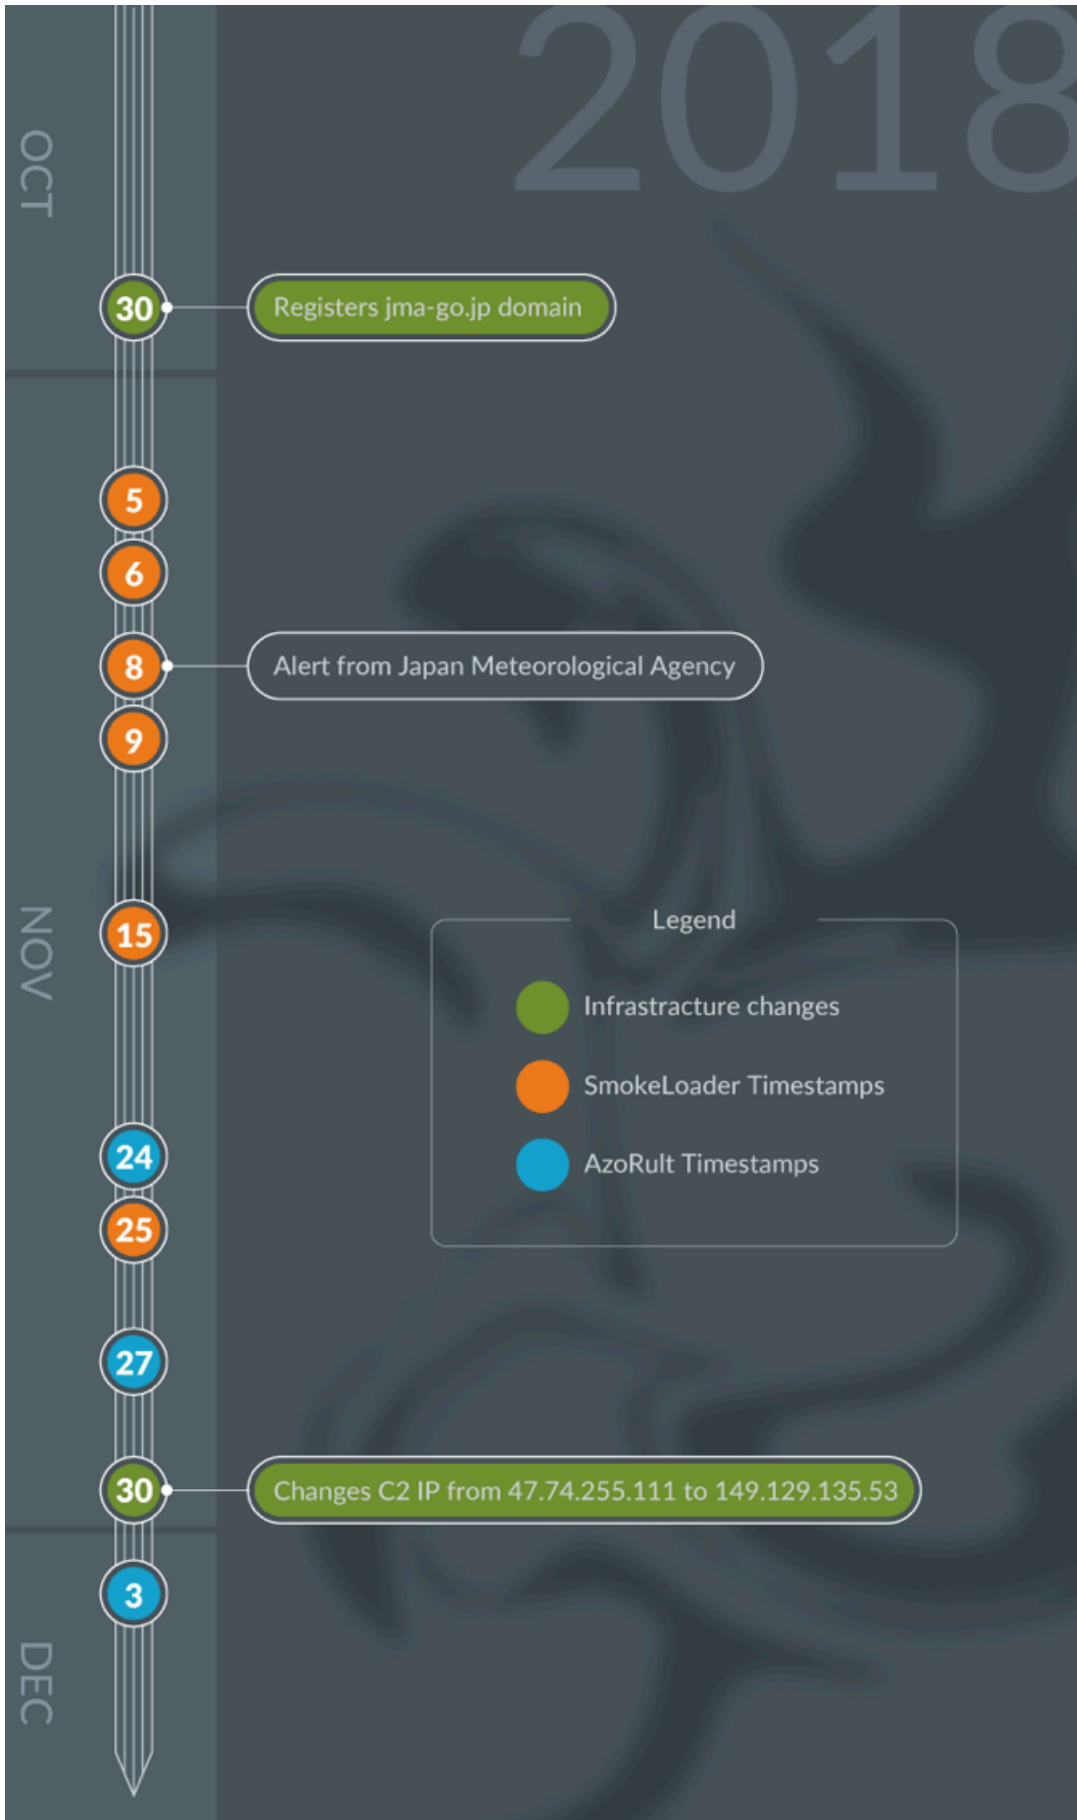 2018
OCT
30
Registers jma-go.jp domain
5
6
8
Alert from Japan Meteorological Agency
9
NOV
15
Legend
Infrastracture changes
SmokeLoader Timestamps
AzoRult Timestamps
24
25
27
30
Changes C2 IP from 47.74.255.111 to 149.129.135.53
3
DEC